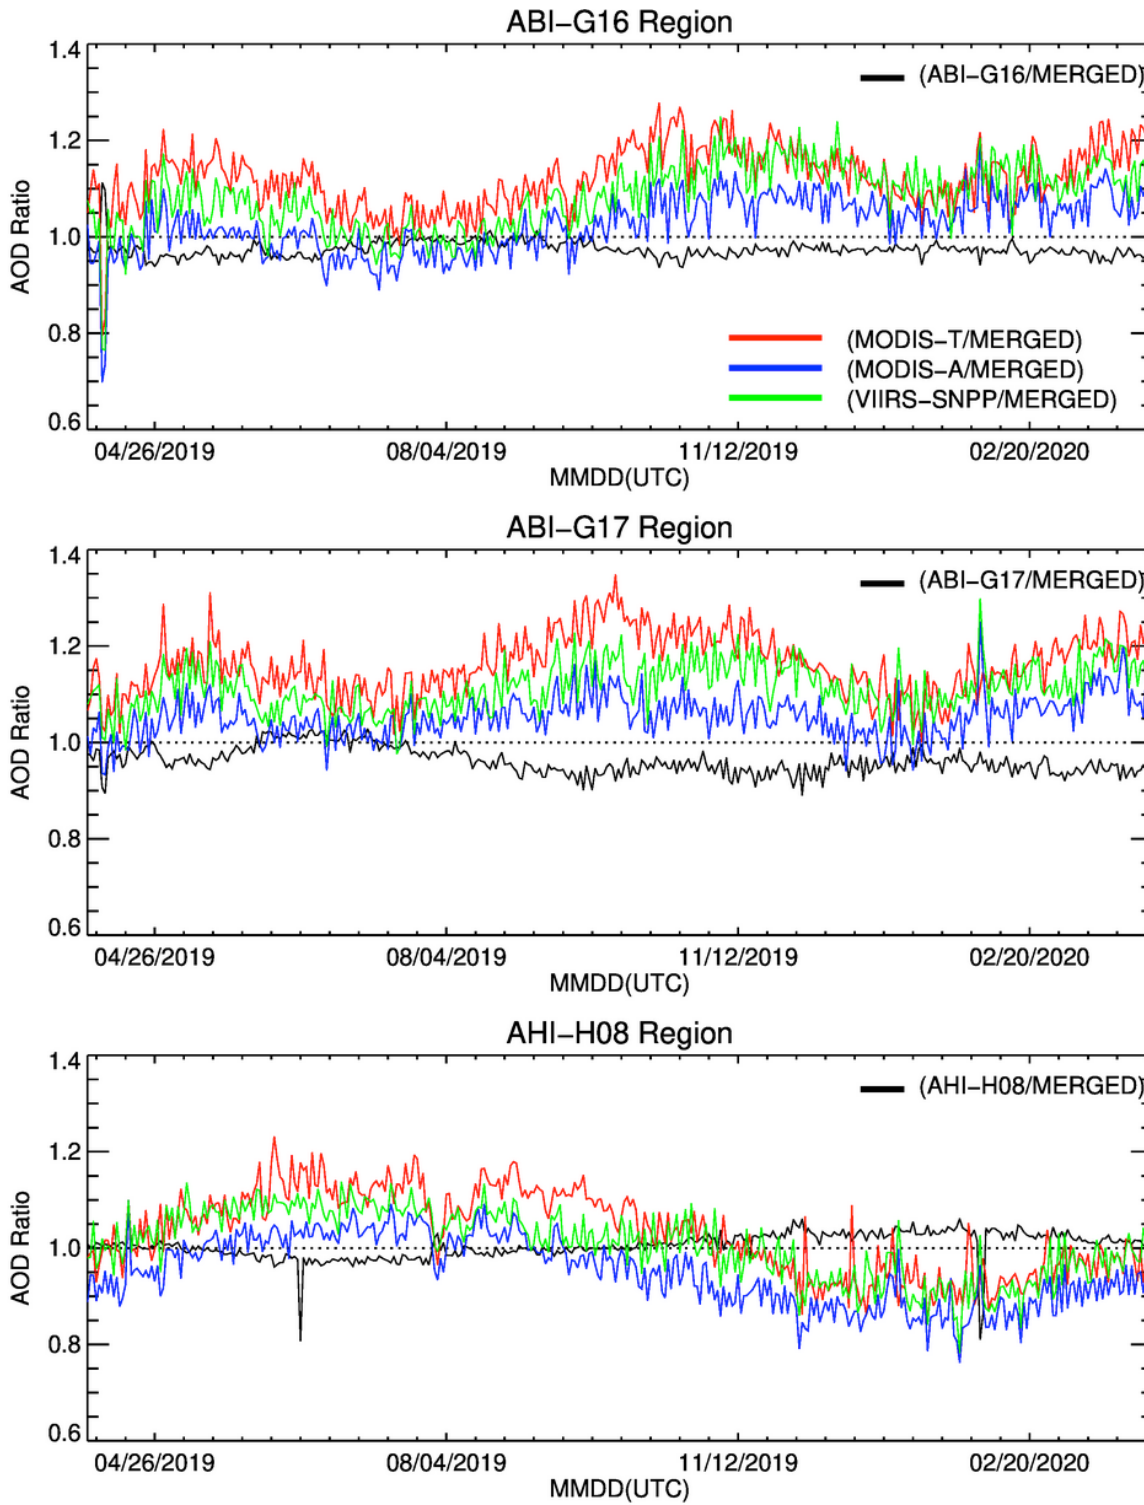 ABI−G16 Region
1.4
1.2
1.0
0.8
0.6
AOD Ratio
(ABI−G16/MERGED)
(MODIS−T/MERGED)
(MODIS−A/MERGED)
(VIIRS−SNPP/MERGED)
04/26/2019 08/04/2019 11/12/2019 02/20/2020
MMDD(UTC)
ABI−G17 Region
1.4
1.2
1.0
0.8
0.6
AOD Ratio
(ABI−G17/MERGED)
04/26/2019 08/04/2019 11/12/2019 02/20/2020
MMDD(UTC)
AHI−H08 Region
1.4
1.2
1.0
0.8
0.6
AOD Ratio
(AHI−H08/MERGED)
04/26/2019 08/04/2019 11/12/2019 02/20/2020
MMDD(UTC)